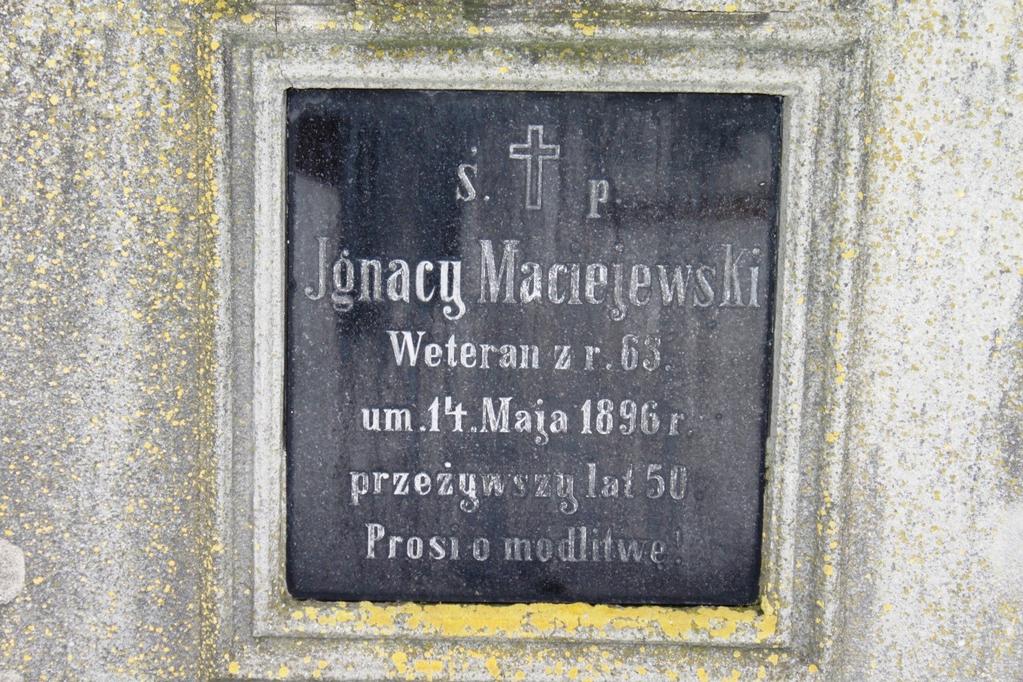 ś. p.
Jgnacy Maciejewski
Weteran z r. 63.
um. 14. Maja 1896 r.
przeżywszy lat 50
Prosi o modlitwę!